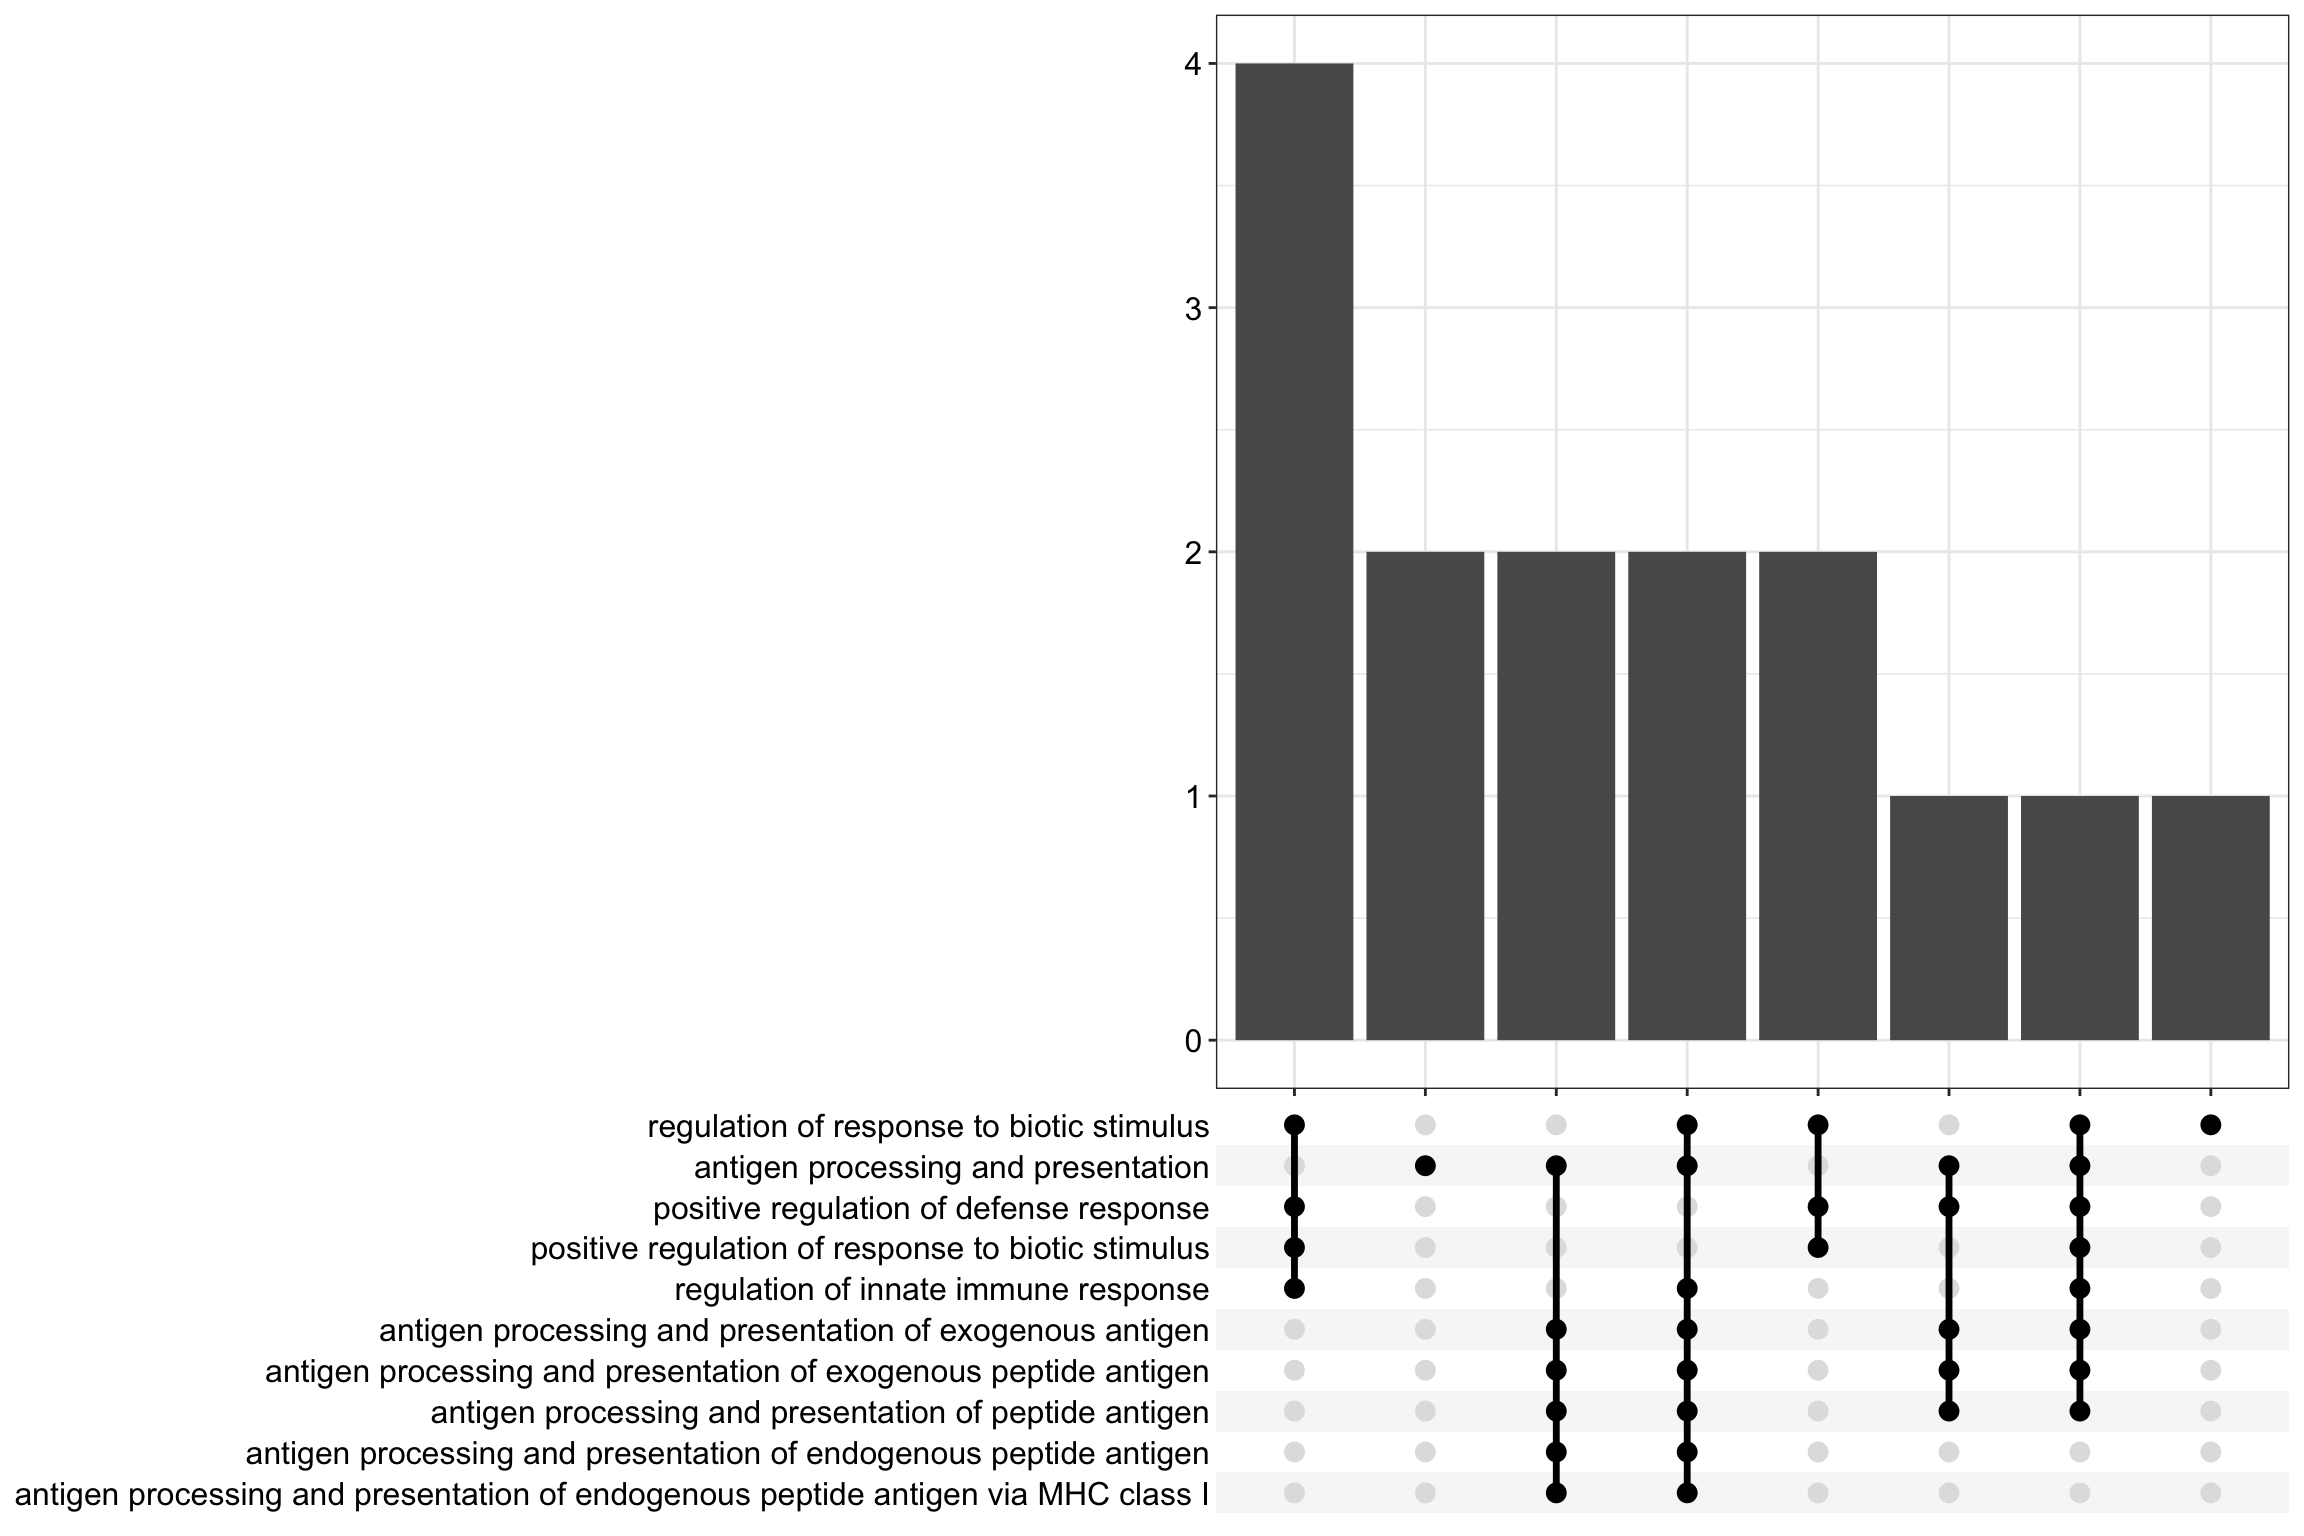 4
3
2
1
0
regulation of response to biotic stimulus
antigen processing and presentation
positive regulation of defense response
positive regulation of response to biotic stimulus
regulation of innate immune response
antigen processing and presentation of exogenous antigen
antigen processing and presentation of exogenous peptide antigen
antigen processing and presentation of peptide antigen
antigen processing and presentation of endogenous peptide antigen
antigen processing and presentation of endogenous peptide antigen via MHC class I